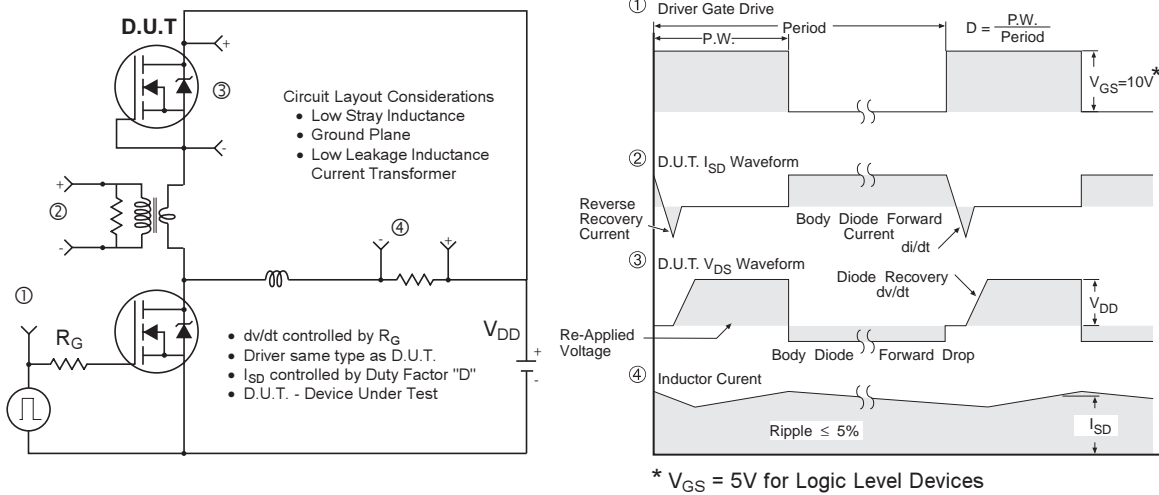 D.U.T
+
③
-
Circuit Layout Considerations
• Low Stray Inductance
• Ground Plane
• Low Leakage Inductance
Current Transformer
+
②
-
④
-
+
①
R_G
V_DD
+
-
• dv/dt controlled by R_G
• Driver same type as D.U.T.
• I_SD controlled by Duty Factor "D"
• D.U.T. - Device Under Test
① Driver Gate Drive
Period
P.W.
D = P.W. / Period
V_GS=10V*
② D.U.T. I_SD Waveform
Reverse
Recovery
Current
Body Diode Forward
Current
di/dt
③ D.U.T. V_DS Waveform
Diode Recovery
dv/dt
V_DD
Re-Applied
Voltage
Body Diode Forward Drop
④ Inductor Curent
Ripple ≤ 5%
I_SD
* V_GS = 5V for Logic Level Devices